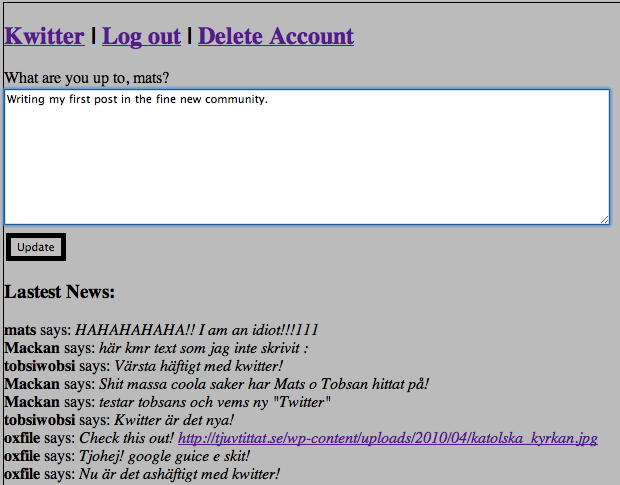 Kwitter | Log out | Delete Account
What are you up to, mats?
Writing my first post in the fine new community.
Update
Lastest News:
mats says: HAHAHAHAHA!! I am an idiot!!!111
Mackan says: här kmr text som jag inte skrivit :
tobsiwobsi says: Värsta häftigt med kwitter!
Mackan says: Shit massa coola saker har Mats o Tobsan hittat på!
Mackan says: testar tobsans och vems ny "Twitter"
tobsiwobsi says: Kwitter är det nya!
oxfile says: Check this out! http://tjuvtittat.se/wp-content/uploads/2010/04/katolska_kyrkan.jpg
oxfile says: Tjohej! google guice e skit!
oxfile says: Nu är det ashäftigt med kwitter!